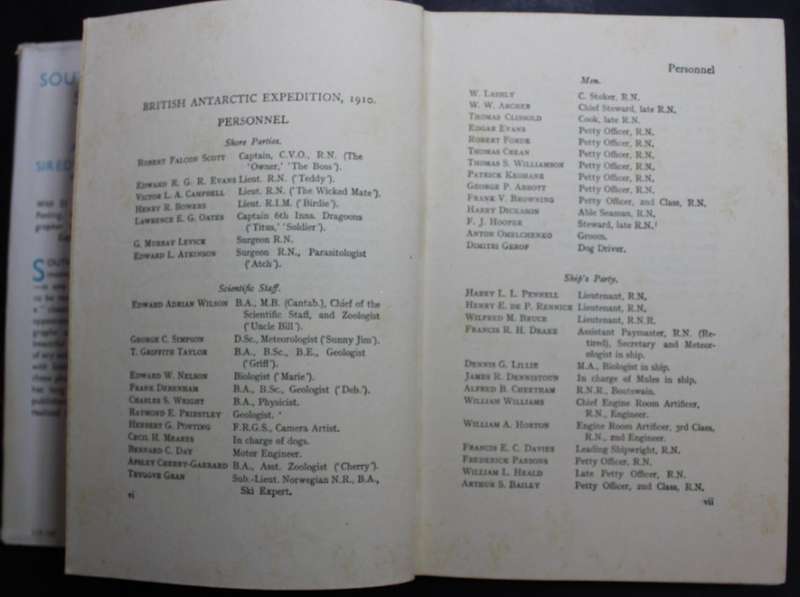 SOU
SIR ED
With 21
Ponting,
grapher
S OUTH
BRITISH ANTARCTIC EXPEDITION, 1910.
PERSONNEL
Shore Parties.
ROBERT FALCON SCOTT Captain, C.V.O., R.N. (The
'Owner,' 'The Boss').
EDWARD R. G. R. EVANS Lieut. R.N. ('Teddy').
VICTOR L. A. CAMPBELL Lieut. R.N. ('The Wicked Mate').
HENRY R. BOWERS Lieut. R.I.M. ('Birdie').
LAWRENCE E. G. OATES Captain 6th Inns. Dragoons
('Titus,' 'Soldier').
G. MURRAY LEVICK Surgeon R.N.
EDWARD L. ATKINSON Surgeon R.N., Parasitologist
('Atch').
Scientific Staff.
EDWARD ADRIAN WILSON B.A., M.B. (Cantab.), Chief of the
Scientific Staff, and Zoologist
('Uncle Bill').
GEORGE C. SIMPSON D.Sc., Meteorologist ('Sunny Jim').
T. GRIFFITH TAYLOR B.A., B.Sc., B.E., Geologist
('Griff').
EDWARD W. NELSON Biologist ('Marie').
FRANK DEBENHAM B.A., B.Sc., Geologist ('Deb.').
CHARLES S. WRIGHT B.A., Physicist.
RAYMOND E. PRIESTLEY Geologist.
HERBERT G. PONTING F.R.G.S., Camera Artist.
CECIL H. MEARES In charge of dogs.
BERNARD C. DAY Motor Engineer.
APSLEY CHERRY-GARRARD B.A., Asst. Zoologist ('Cherry').
TRYGGVE GRAN Sub.-Lieut. Norwegian N.R., B.A.,
Ski Expert.
vi
Personnel
Men.
W. LASHLY C. Stoker, R.N.
W. W. ARCHER Chief Steward, late R.N.
THOMAS CLISSOLD Cook, late R.N.
EDGAR EVANS Petty Officer, R.N.
ROBERT FORDE Petty Officer, R.N.
THOMAS CREAN Petty Officer, R.N.
THOMAS S. WILLIAMSON Petty Officer, R.N.
PATRICK KEOHANE Petty Officer, R.N.
GEORGE P. ABBOTT Petty Officer, R.N.
FRANK V. BROWNING Petty Officer, 2nd Class, R.N.
HARRY DICKASON Able Seaman, R.N.
F. J. HOOPER Steward, late R.N.
ANTON OMELCHENKO Groom.
DIMITRI GEROF Dog Driver.
Ship's Party.
HARRY L. L. PENNELL Lieutenant, R.N.
HENRY E. DE P. RENNICK Lieutenant, R.N.
WILFRED M. BRUCE Lieutenant, R.N.R.
FRANCIS R. H. DRAKE Assistant Paymaster, R.N. (Re-
tired), Secretary and Meteor-
ologist in ship.
DENNIS G. LILLIE M.A., Biologist in ship.
JAMES R. DENNISTOUN In charge of Mules in ship.
ALFRED B. CHEETHAM R.N.R., Boatswain.
WILLIAM WILLIAMS Chief Engine Room Artificer,
R.N., Engineer.
WILLIAM A. HORTON Engine Room Artificer, 3rd Class,
R.N., 2nd Engineer.
FRANCIS E. C. DAVIES Leading Shipwright, R.N.
FREDERICK PARSONS Petty Officer, R.N.
WILLIAM L. HEALD Late Petty Officer, R.N.
ARTHUR S. BAILEY Petty Officer, 2nd Class, R.N.
vii